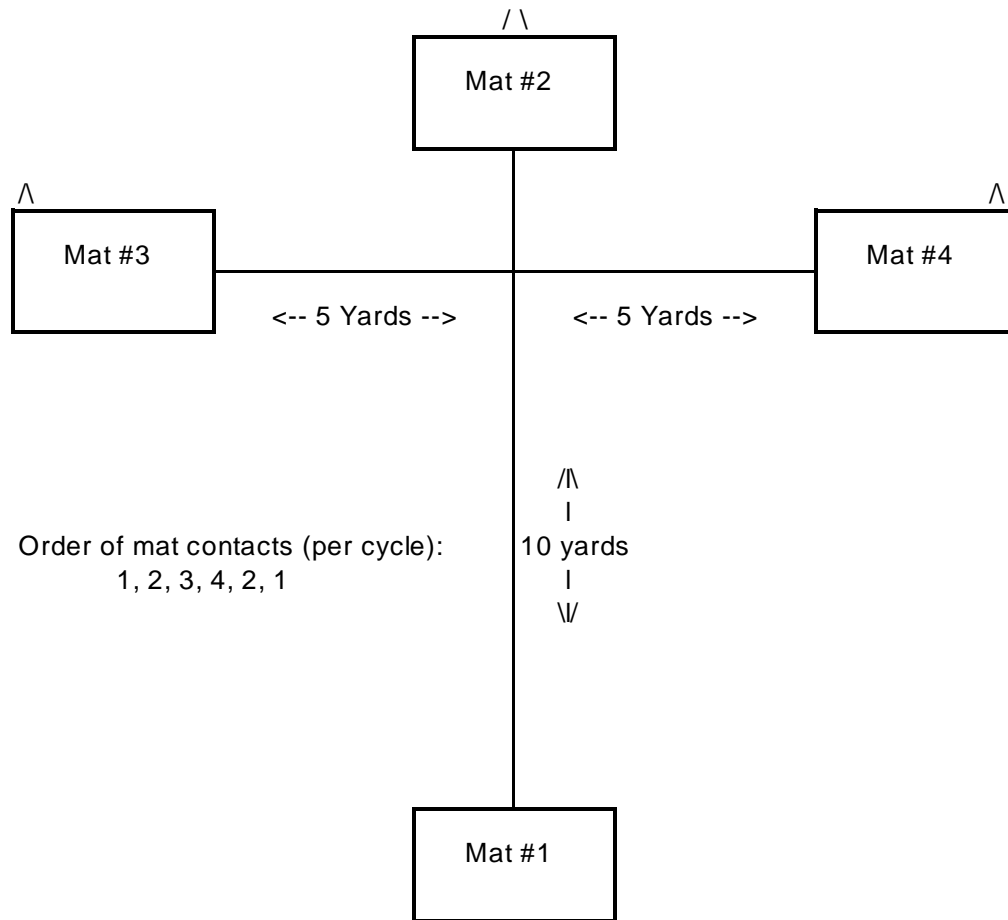 / \
Mat #2
/\ /\
Mat #3 Mat #4
<-- 5 Yards --> <-- 5 Yards -->
/I\
I
Order of mat contacts (per cycle): 10 yards
1, 2, 3, 4, 2, 1 I
\I/
Mat #1